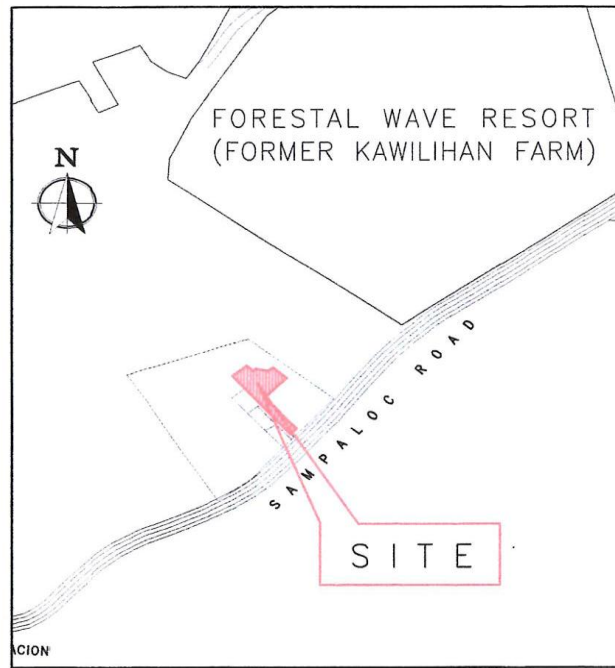 FORESTAL WAVE RESORT
(FORMER KAWILIHAN FARM)
N
SAMPALOC ROAD
SITE
ACION